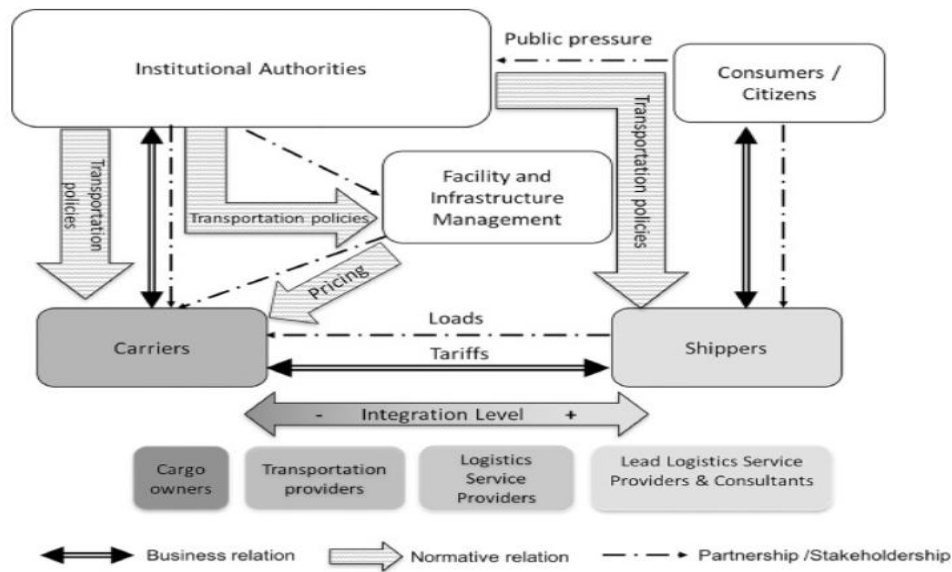 Public pressure
Institutional Authorities
Consumers /
Citizens
Transportation
policies
Transportation policies
Facility and
Infrastructure
Management
Transportation policies
Pricing
Carriers
Loads
Tariffs
Shippers
- Integration Level +
Cargo
owners
Transportation
providers
Logistics
Service
Providers
Lead Logistics Service
Providers & Consultants
Business relation
Normative relation
Partnership /Stakeholdership